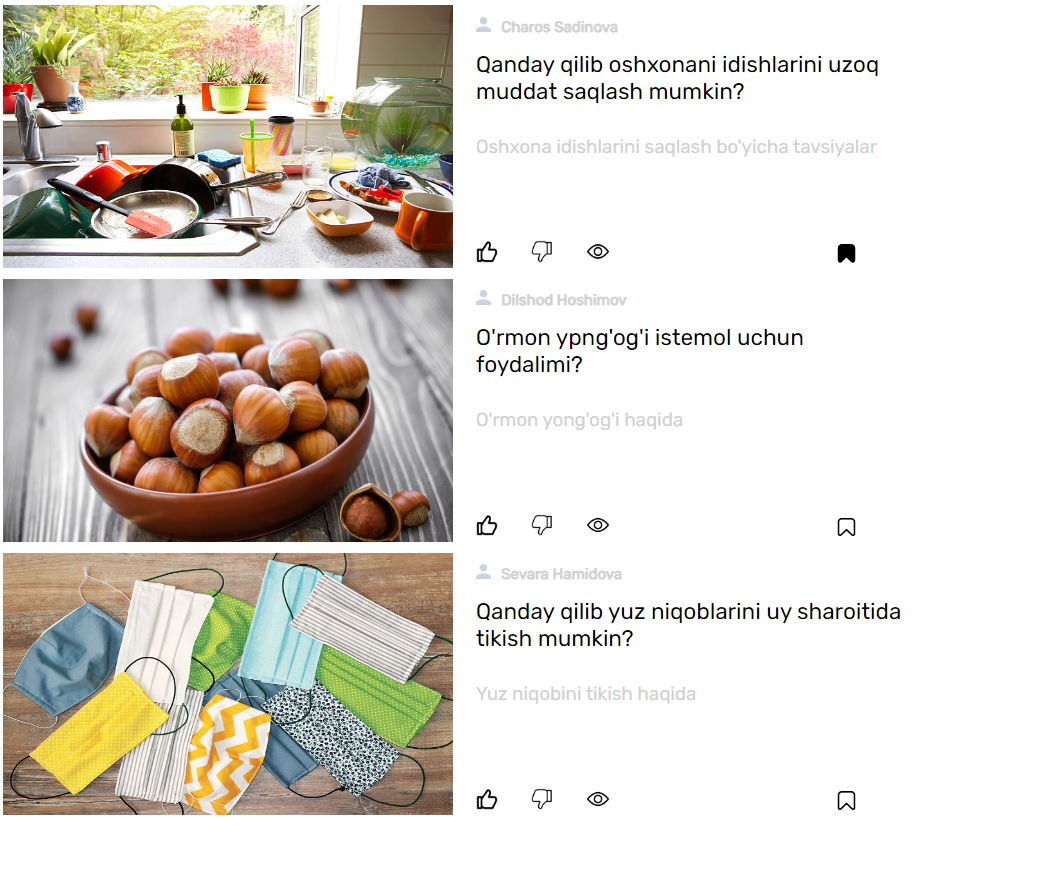 Charos Sadinova
Qanday qilib oshxonani idishlarini uzoq
muddat saqlash mumkin?
Oshxona idishlarini saqlash bo'yicha tavsiyalar
Dilshod Hoshimov
O'rmon ypng'og'i istemol uchun
foydalimi?
O'rmon yong'og'i haqida
Sevara Hamidova
Qanday qilib yuz niqoblarini uy sharoitida
tikish mumkin?
Yuz niqobini tikish haqida